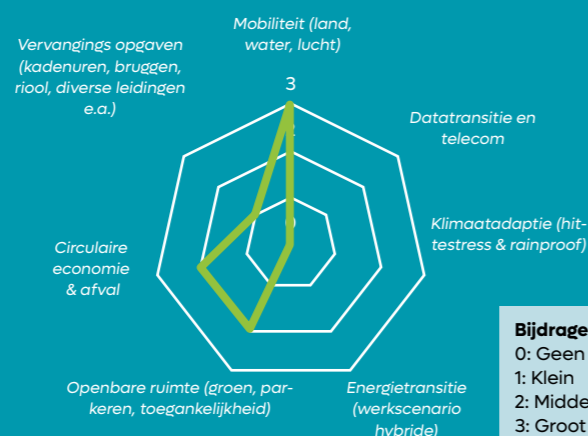 Mobiliteit (land,
water, lucht)
Vervangings opgaven
(kadenuren, bruggen,
riool, diverse leidingen
e.a.)
3
2
0
Datatransitie en
telecom
Klimaatadaptie (hit-
testress & rainproof)
Circulaire
economie
& afval
Openbare ruimte (groen, par-
keren, toegankelijkheid)
Energietransitie
(werkscenario
hybride)
Bijdrage
0: Geen
1: Klein
2: Midde
3: Groot